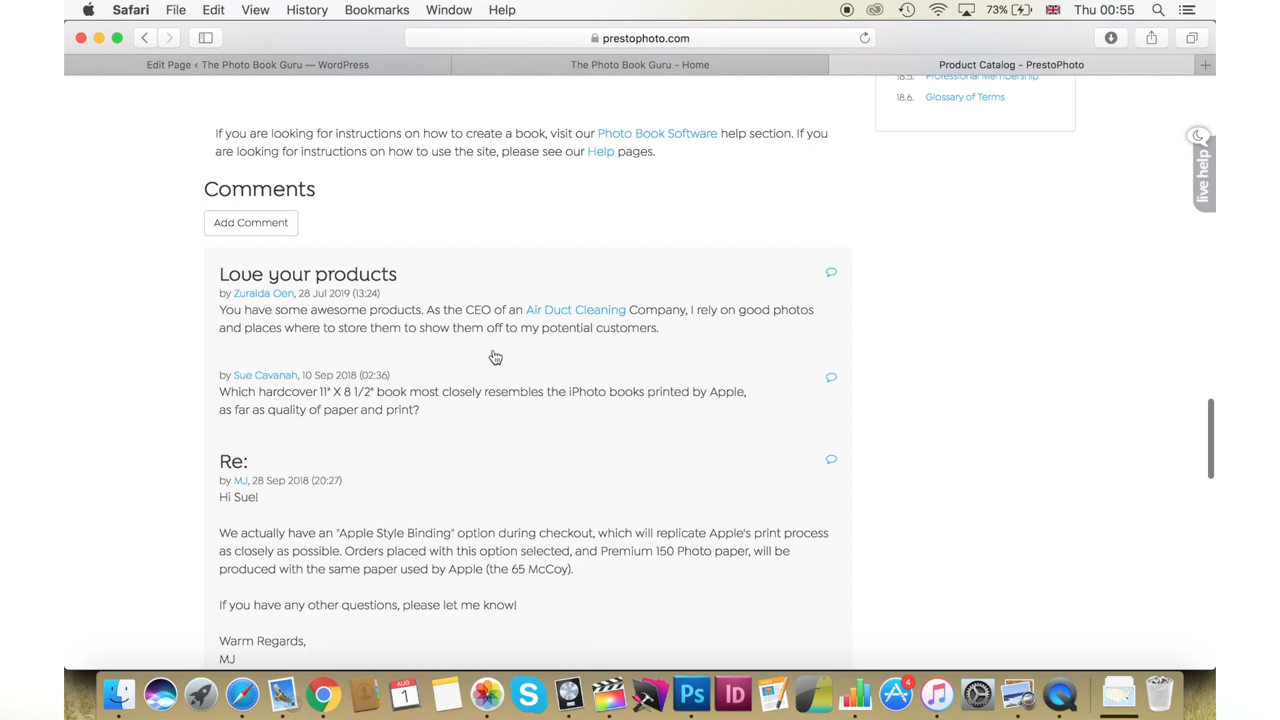 Safari File Edit View History Bookmarks Window Help 73% Thu 00:55
prestophoto.com
Edit Page < The Photo Book Guru — WordPress The Photo Book Guru - Home Product Catalog - PrestoPhoto
18.5. Professional Membership
18.6. Glossary of Terms
If you are looking for instructions on how to create a book, visit our Photo Book Software help section. If you
are looking for instructions on how to use the site, please see our Help pages.
live help
Comments
Add Comment
Love your products
by Zuraida Oen, 28 Jul 2019 (13:24)
You have some awesome products. As the CEO of an Air Duct Cleaning Company, I rely on good photos
and places where to store them to show them off to my potential customers.
by Sue Cavanah, 10 Sep 2018 (02:36)
Which hardcover 11" X 8 1/2" book most closely resembles the iPhoto books printed by Apple,
as far as quality of paper and print?
Re:
by MJ, 28 Sep 2018 (20:27)
Hi Sue!
We actually have an "Apple Style Binding" option during checkout, which will replicate Apple's print process
as closely as possible. Orders placed with this option selected, and Premium 150 Photo paper, will be
produced with the same paper used by Apple (the 65 McCoy).
If you have any other questions, please let me know!
Warm Regards,
MJ
AUG
1
S
Ps
Id
4